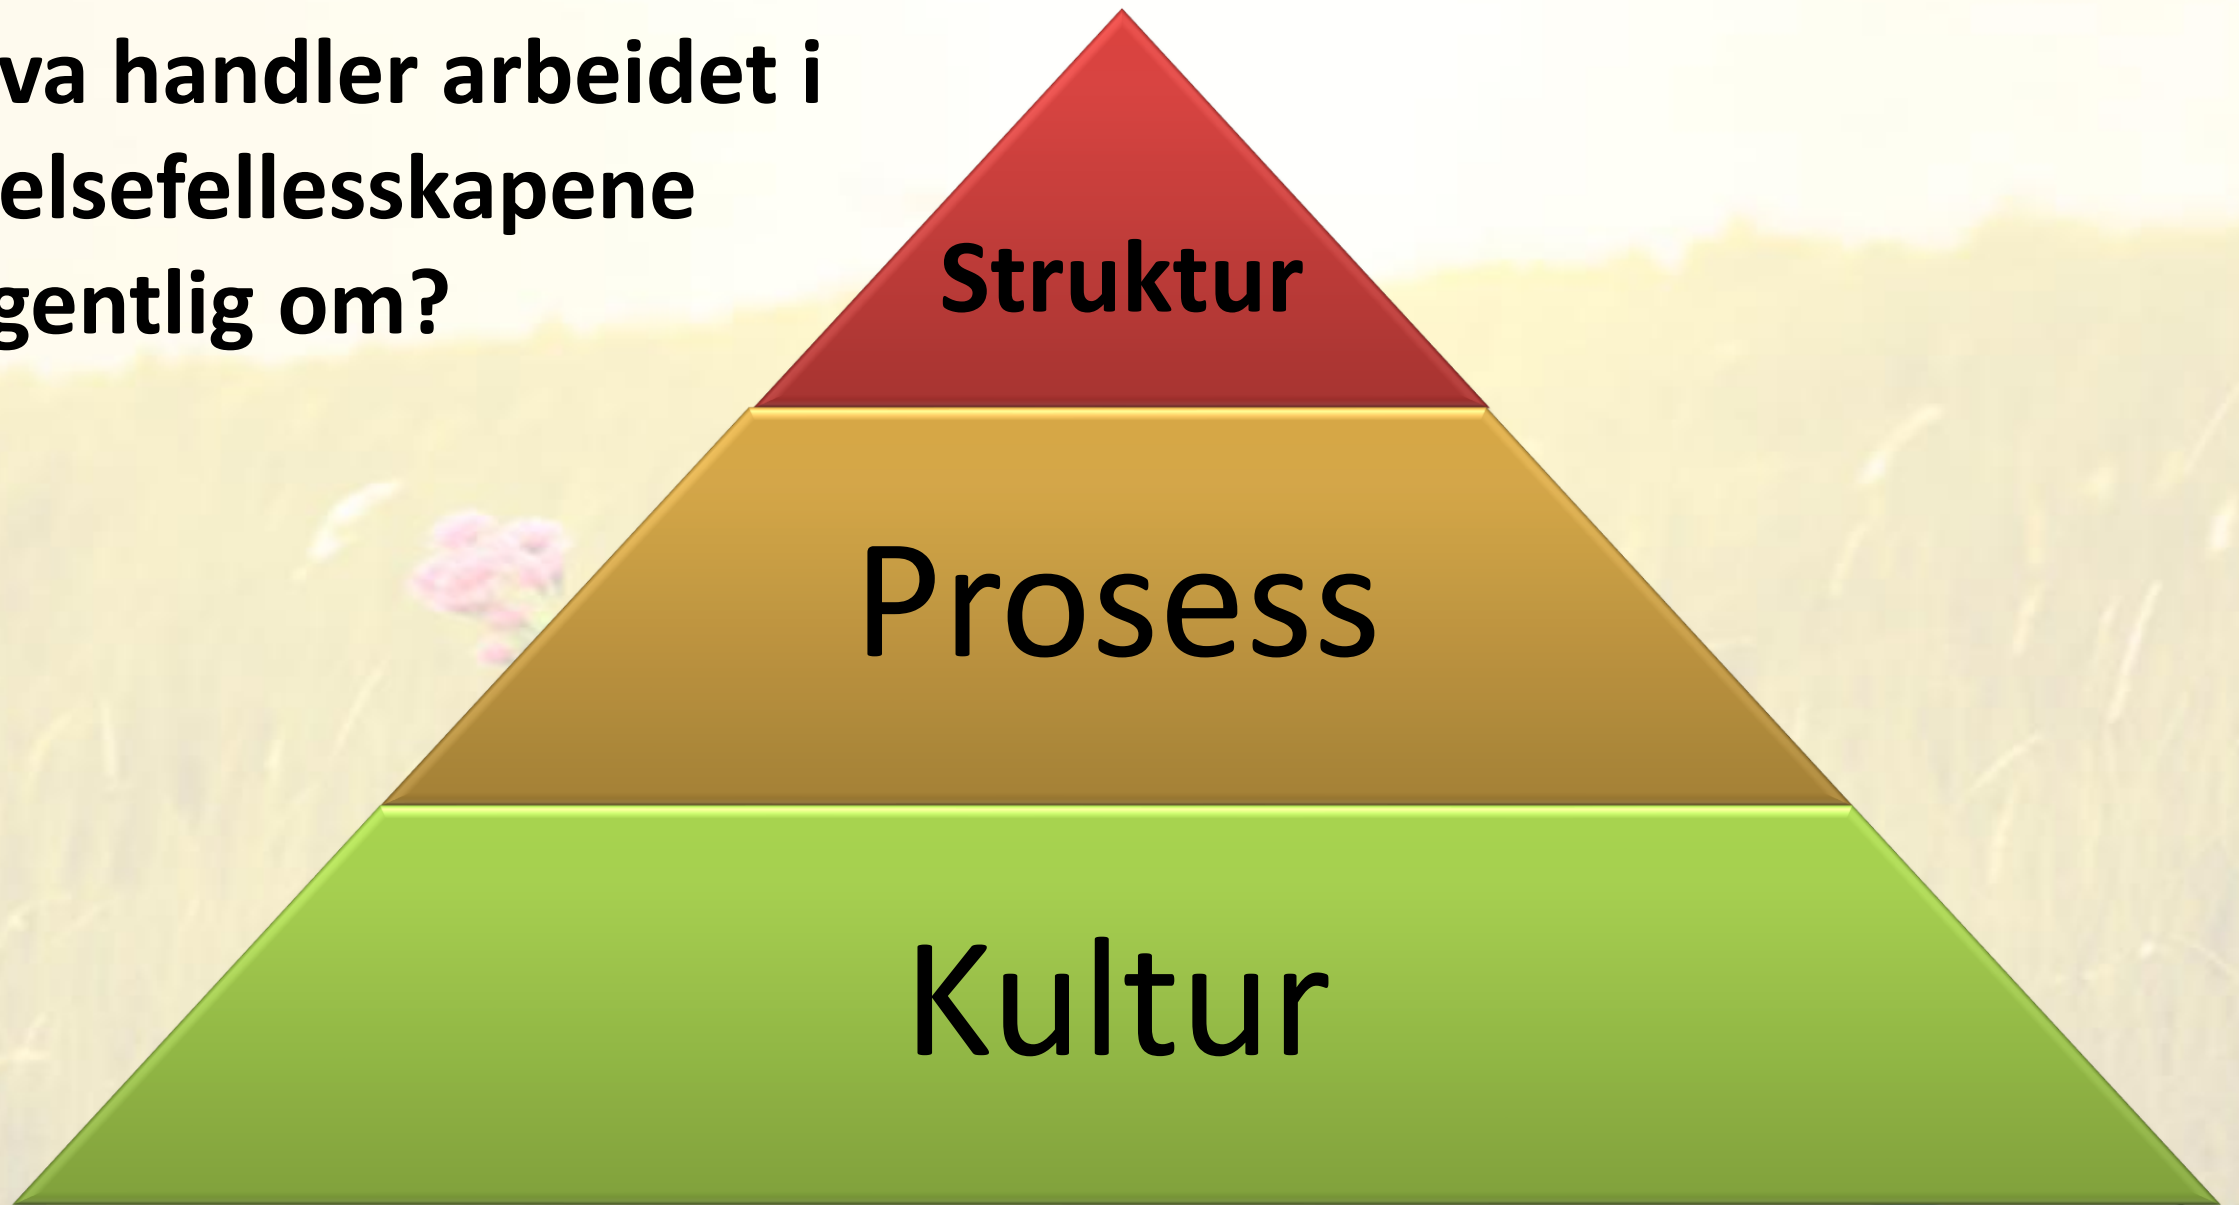 va handler arbeidet i
elsefellesskapene
gentlig om?
Struktur
Prosess
Kultur